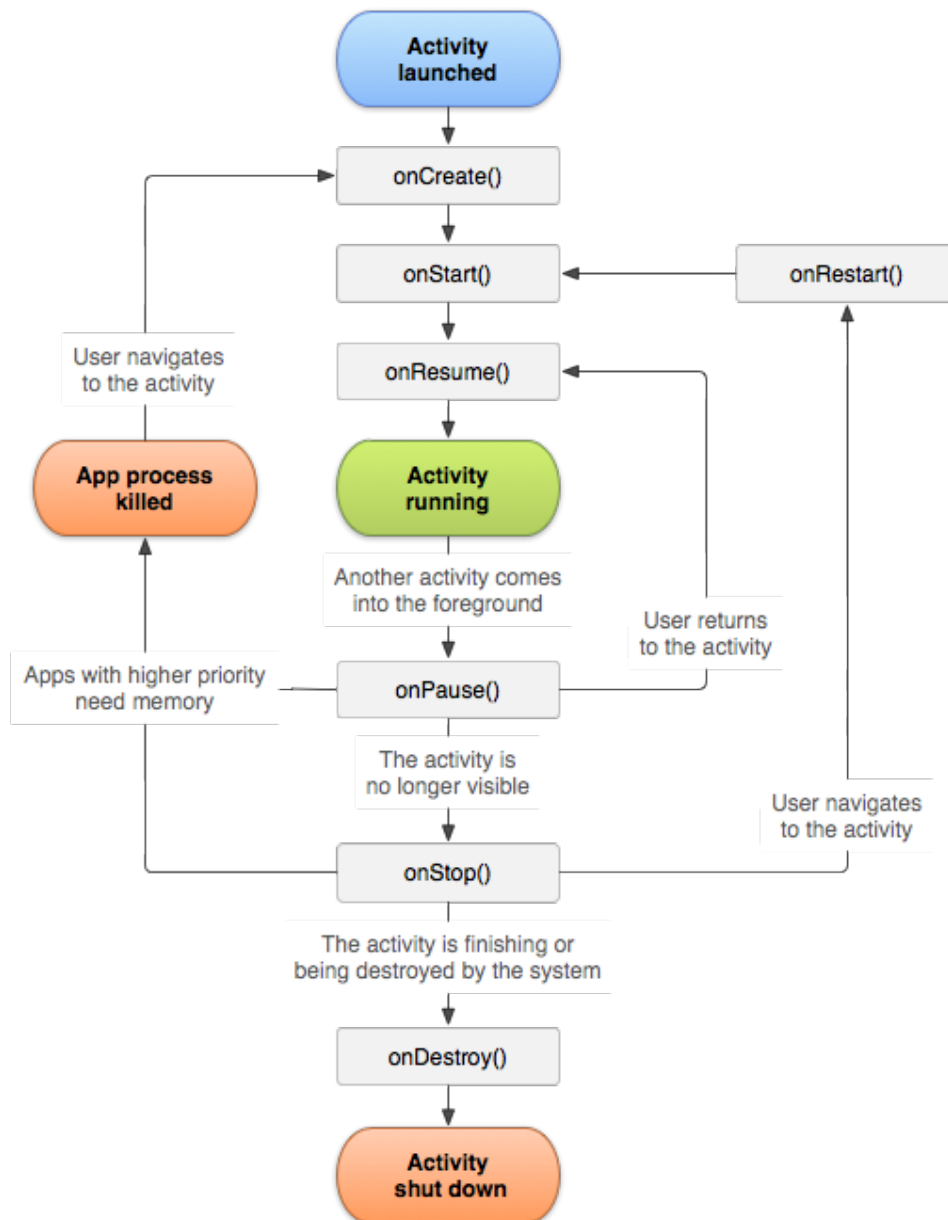 Activity
launched
onCreate()
onStart()
onRestart()
onResume()
User navigates
to the activity
App process
killed
Activity
running
Another activity comes
into the foreground
User returns
to the activity
Apps with higher priority
need memory
onPause()
The activity is
no longer visible
User navigates
to the activity
onStop()
The activity is finishing or
being destroyed by the system
onDestroy()
Activity
shut down